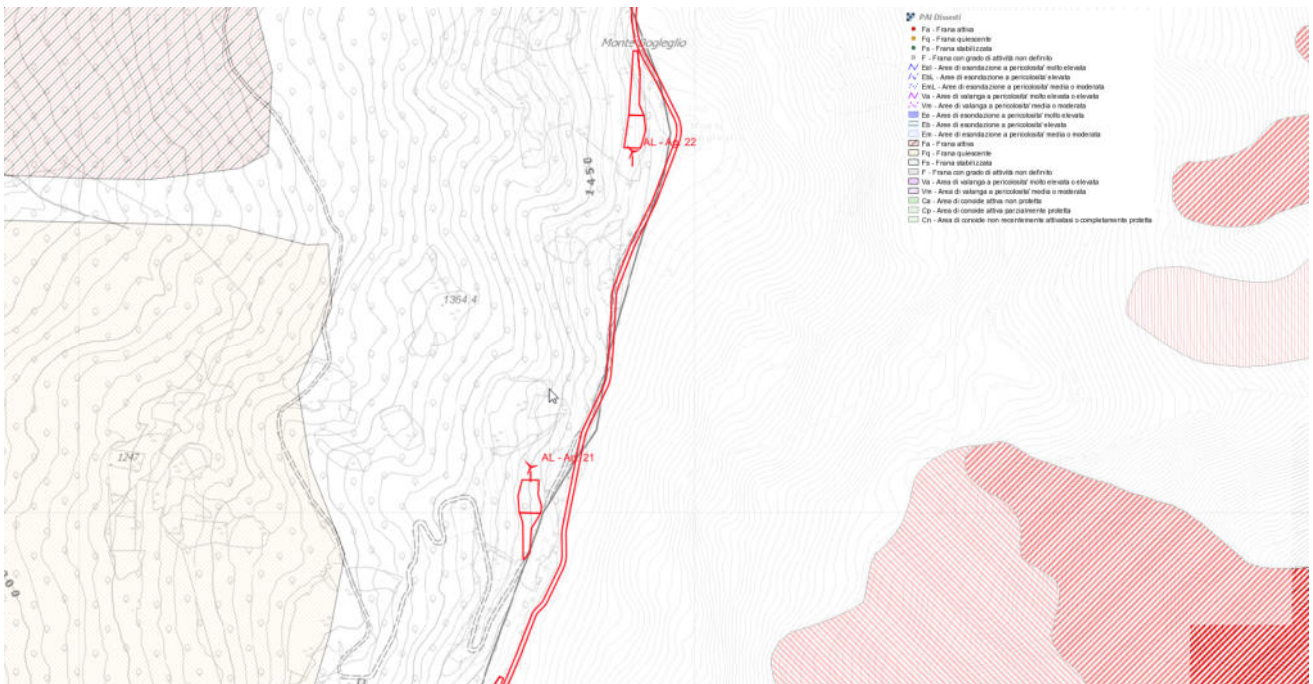 Monte Gogleglio
AL - Ap. 22
1450
1364.4
AL - Ap. 21
1247
PAI Dissesti
Fa - Frana attiva
Fq - Frana quiescente
Fs - Frana stabilizzata
F - Frana con grado di attività non definito
EeL - Aree di esondazione a pericolosita' molto elevata
EbL - Aree di esondazione a pericolosita' elevata
EmL - Aree di esondazione a pericolosita' media o moderata
Va - Aree di valanga a pericolosita' molto elevata o elevata
Vm - Aree di valanga a pericolosita' media o moderata
Ee - Aree di esondazione a pericolosita' molto elevata
Eb - Aree di esondazione a pericolosita' elevata
Em - Aree di esondazione a pericolosita' media o moderata
Fa - Frana attiva
Fq - Frana quiescente
Fs - Frana stabilizzata
F - Frana con grado di attività non definito
Va - Area di valanga a pericolosita' molto elevata o elevata
Vm - Area di valanga a pericolosita' media o moderata
Ca - Area di conoide attiva non protetta
Cp - Area di conoide attiva parzialmente protetta
Cn - Area di conoide non recentemente attivatasi o completamente protetta